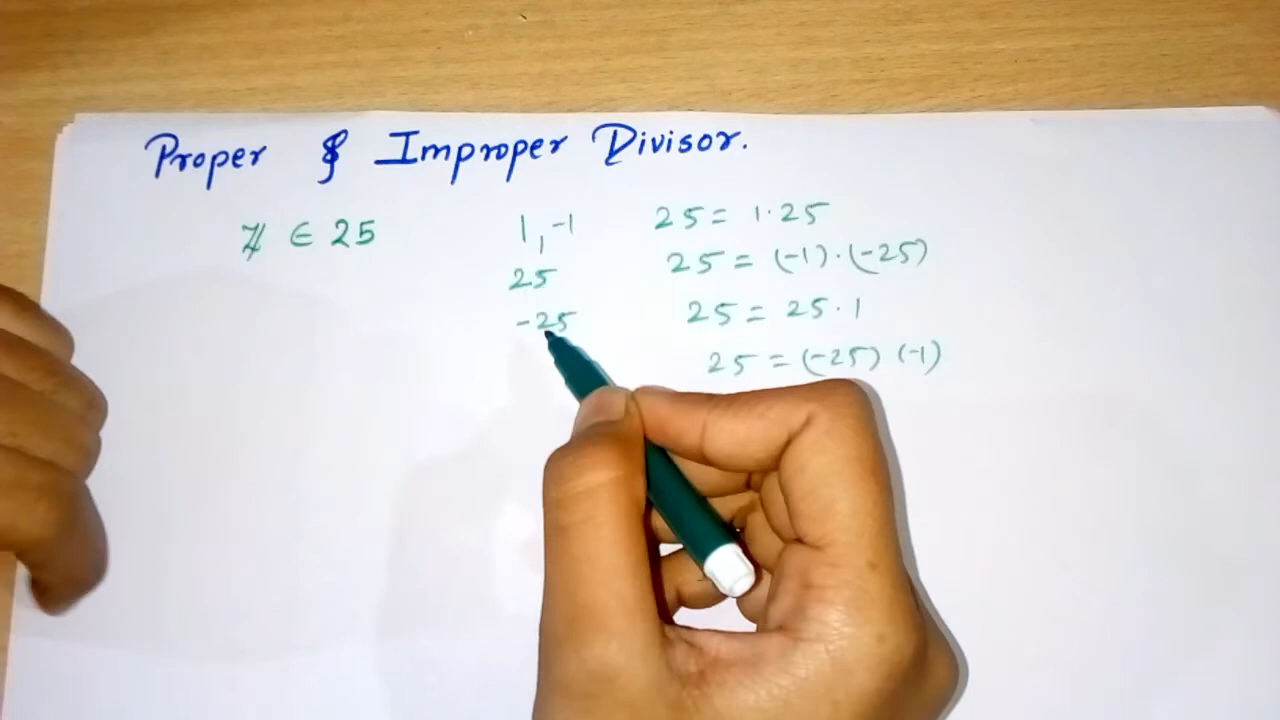 Proper & Improper Divisor.
ℤ ∈ 25
1, -1
25
-25
25 = 1·25
25 = (-1)·(-25)
25 = 25·1
25 = (-25) (-1)